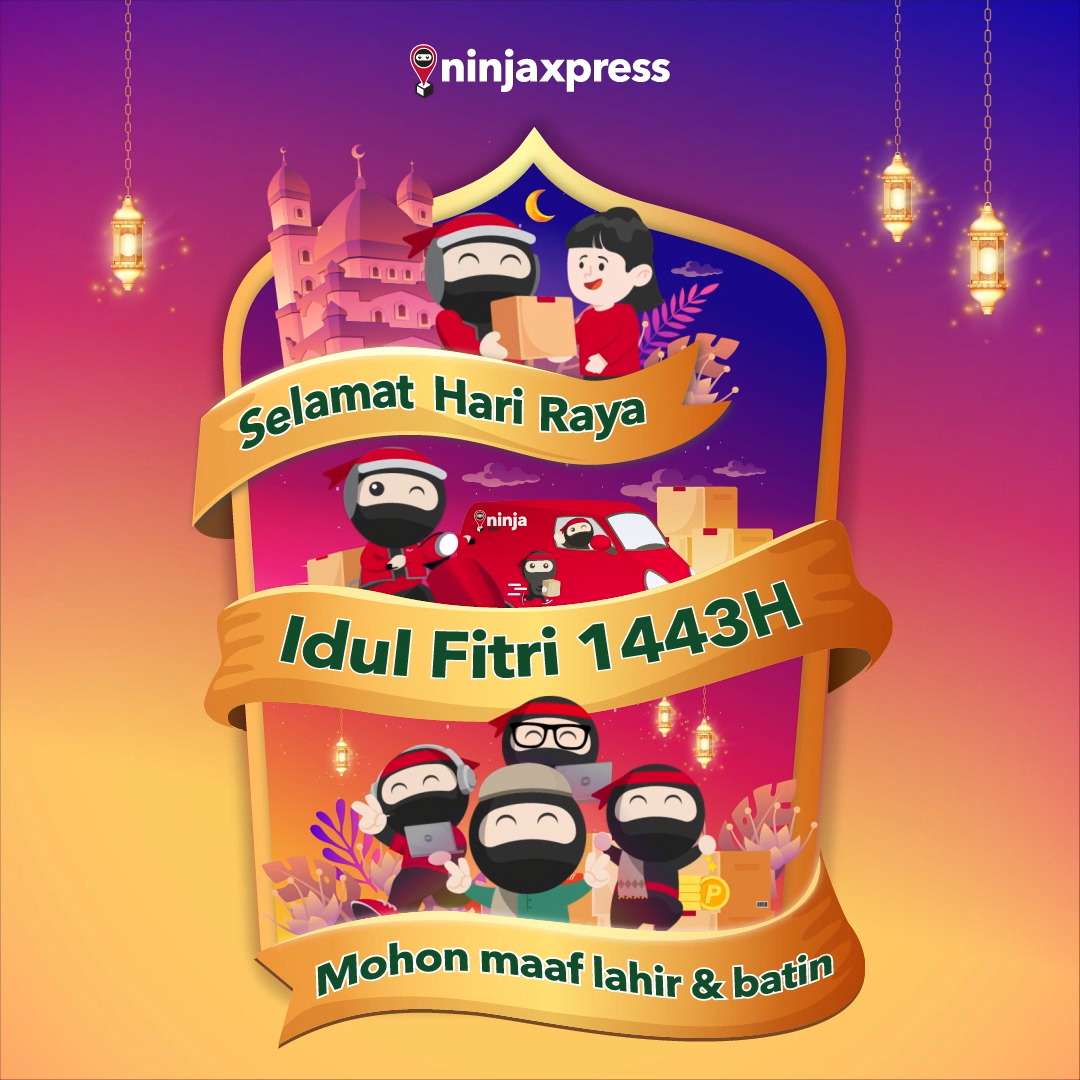 ninjaxpress
Selamat Hari Raya
ninja
Idul Fitri 1443H
P
Mohon maaf lahir & batin